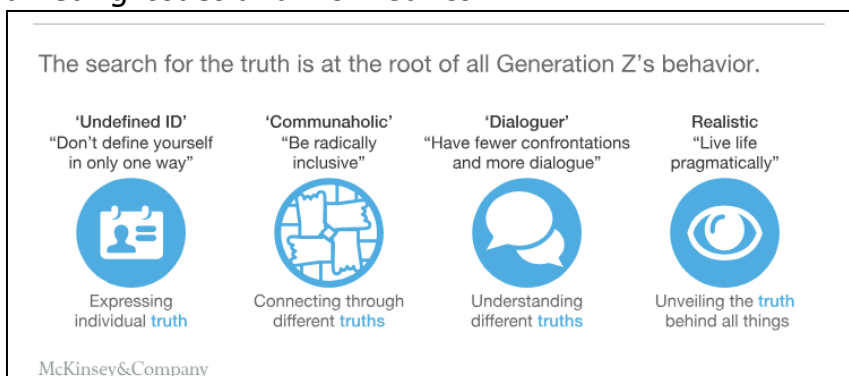 The search for the truth is at the root of all Generation Z’s behavior.
‘Undefined ID’
“Don’t define yourself
in only one way”
Expressing
individual truth
‘Communaholic’
“Be radically
inclusive”
Connecting through
different truths
‘Dialoguer’
“Have fewer confrontations
and more dialogue”
Understanding
different truths
Realistic
“Live life
pragmatically”
Unveiling the truth
behind all things
McKinsey&Company